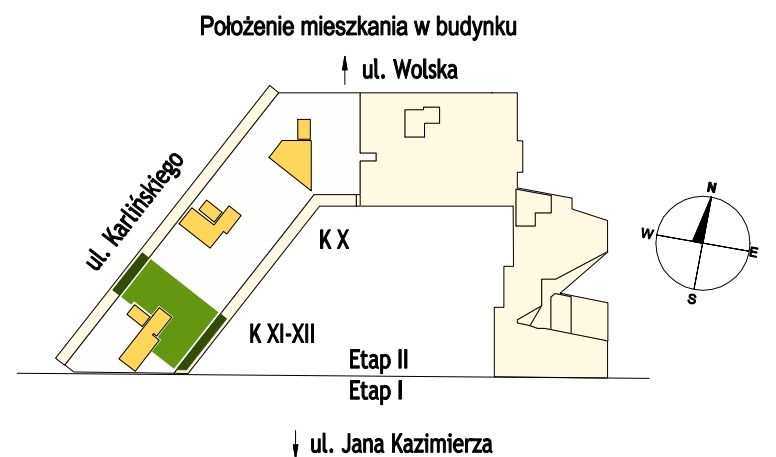 Położenie mieszkania w budynku
ul. Wolska
ul. Karlińskiego
N
W
E
S
K X
K XI-XII
Etap II
Etap I
ul. Jana Kazimierza